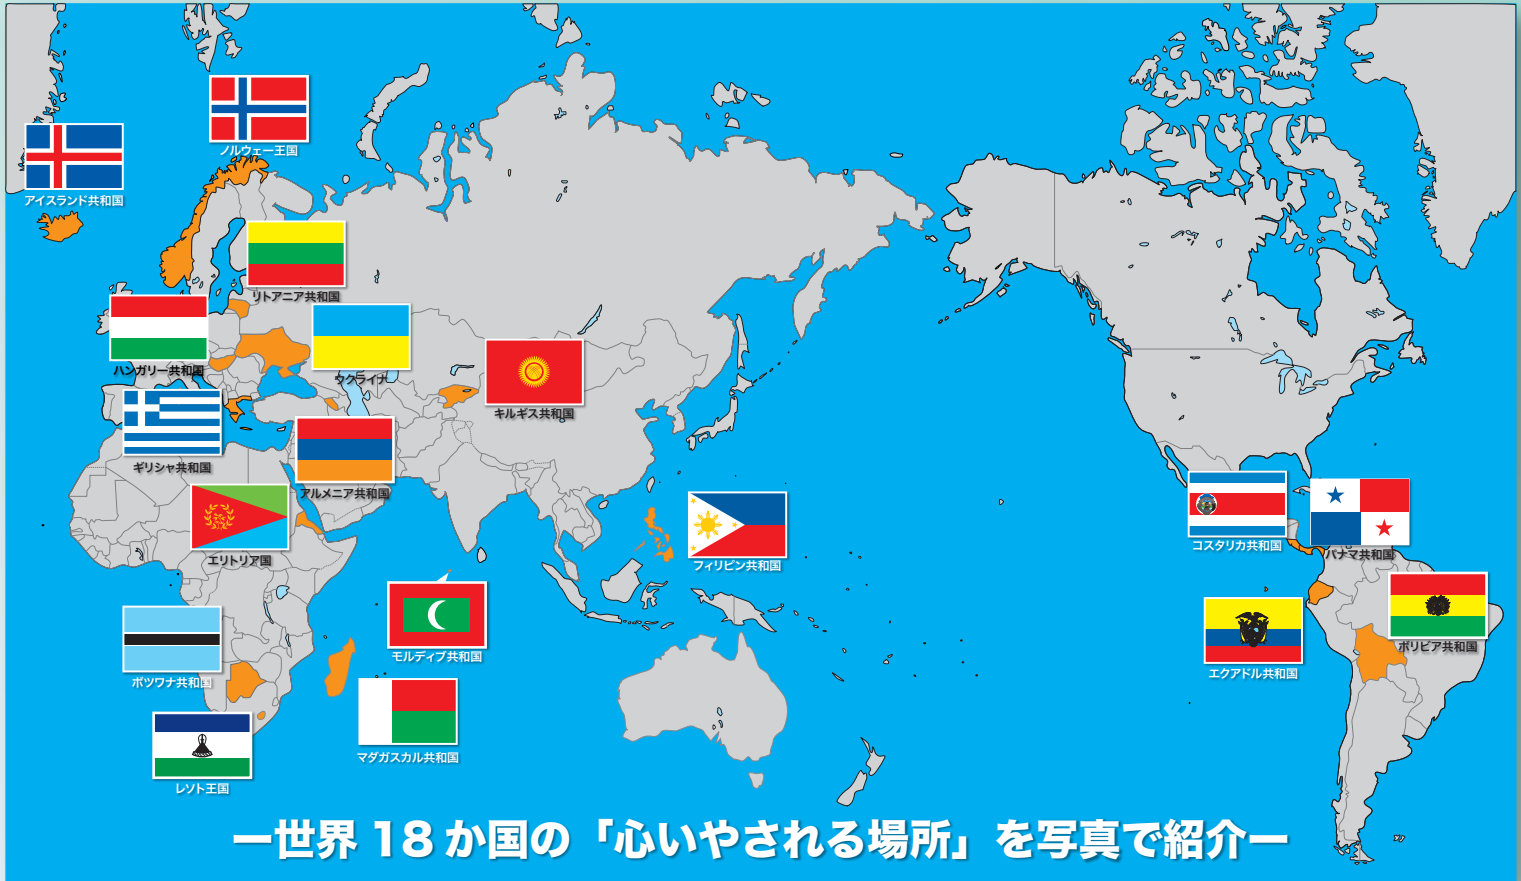 ノルウェー王国
アイスランド共和国
リトアニア共和国
ハンガリー共和国
ウクライナ
キルギス共和国
ギリシャ共和国
アルメニア共和国
エリトリア国
フィリピン共和国
コスタリカ共和国
パナマ共和国
モルディブ共和国
ボリビア共和国
エクアドル共和国
ボツワナ共和国
マダガスカル共和国
レソト王国
ー世界 18 か国の「心いやされる場所」を写真で紹介ー